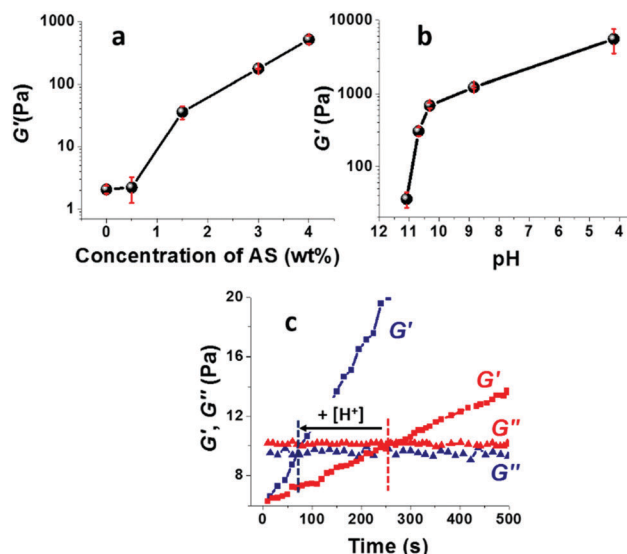 a
G'(Pa)
1000
100
10
1
0 1 2 3 4
Concentration of AS (wt%)
b
G' (Pa)
10000
1000
100
12 11 10 9 8 7 6 5 4
pH
c
G', G'' (Pa)
20
16
12
8
G'
+ [H⁺]
G'
G''
G''
0 100 200 300 400 500
Time (s)